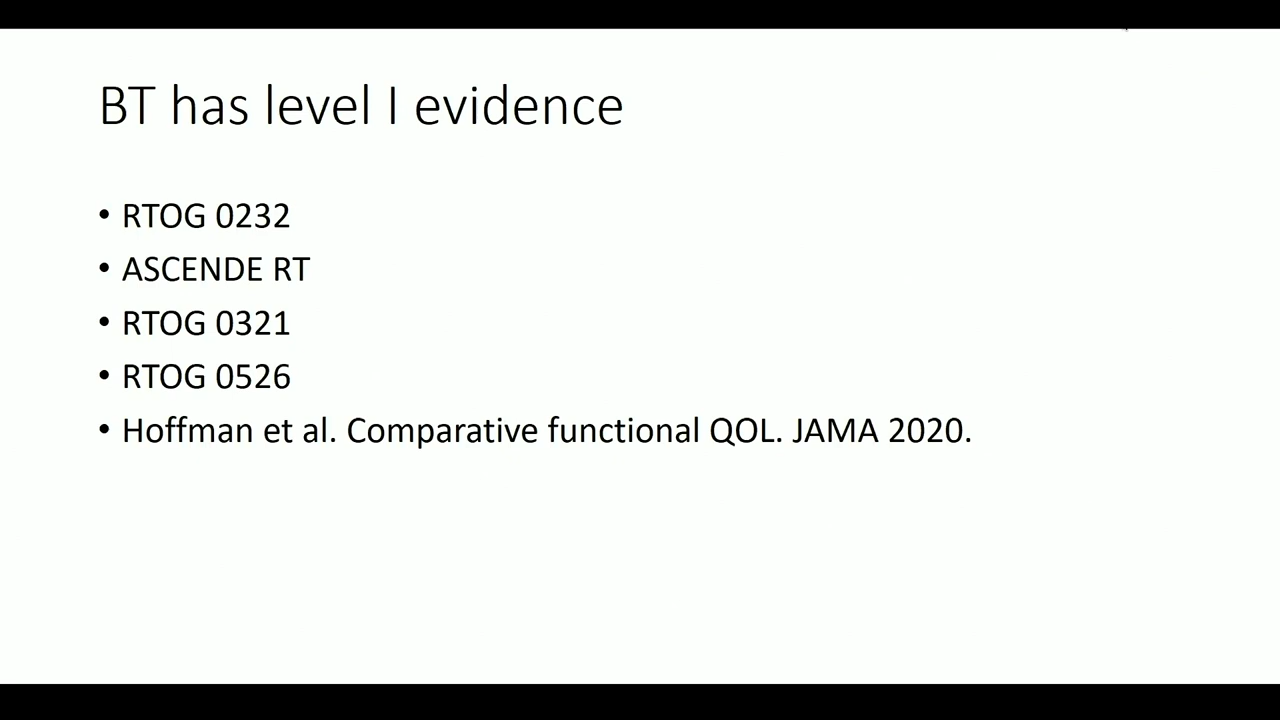 BT has level I evidence
• RTOG 0232
• ASCENDE RT
• RTOG 0321
• RTOG 0526
• Hoffman et al. Comparative functional QOL. JAMA 2020.